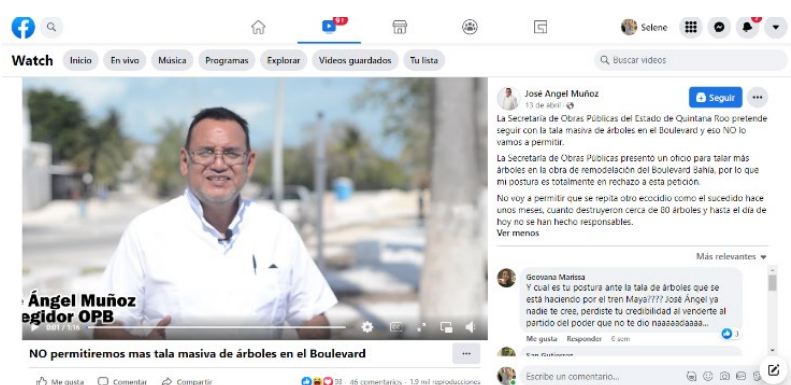 9+
Selene
Watch
Inicio
En vivo
Música
Programas
Explorar
Videos guardados
Tu lista
Buscar videos
Ángel Muñoz
egidor OPB
0:01 / 1:16
NO permitiremos mas tala masiva de árboles en el Boulevard
Me gusta
Comentar
Compartir
46 comentarios · 1.9 mil reproducciones
José Angel Muñoz
13 de abril
Seguir
La Secretaría de Obras Públicas del Estado de Quintana Roo pretende
seguir con la tala masiva de árboles en el Boulevard y eso NO lo
vamos a permitir.
La Secretaría de Obras Públicas presentó un oficio para talar más
árboles en la obra de remodelación del Boulevard Bahía, por lo que
mi postura es totalmente en rechazo a esta petición.
No voy a permitir que se repita otro ecocidio como el sucedido hace
unos meses, cuanto destruyeron cerca de 80 árboles y hasta el día de
hoy no se han hecho responsables.
Ver menos
Más relevantes
Geovana Marissa
Y cual es tu postura ante la tala de árboles que se
está haciendo por el tren Maya???? José Angel ya
nadie te cree, perdiste tu credibilidad al venderte al
partido del poder que no te dio naaaadaaaa...
Me gusta Responder 6 sem
3
San Gutierrez
Escribe un comentario...